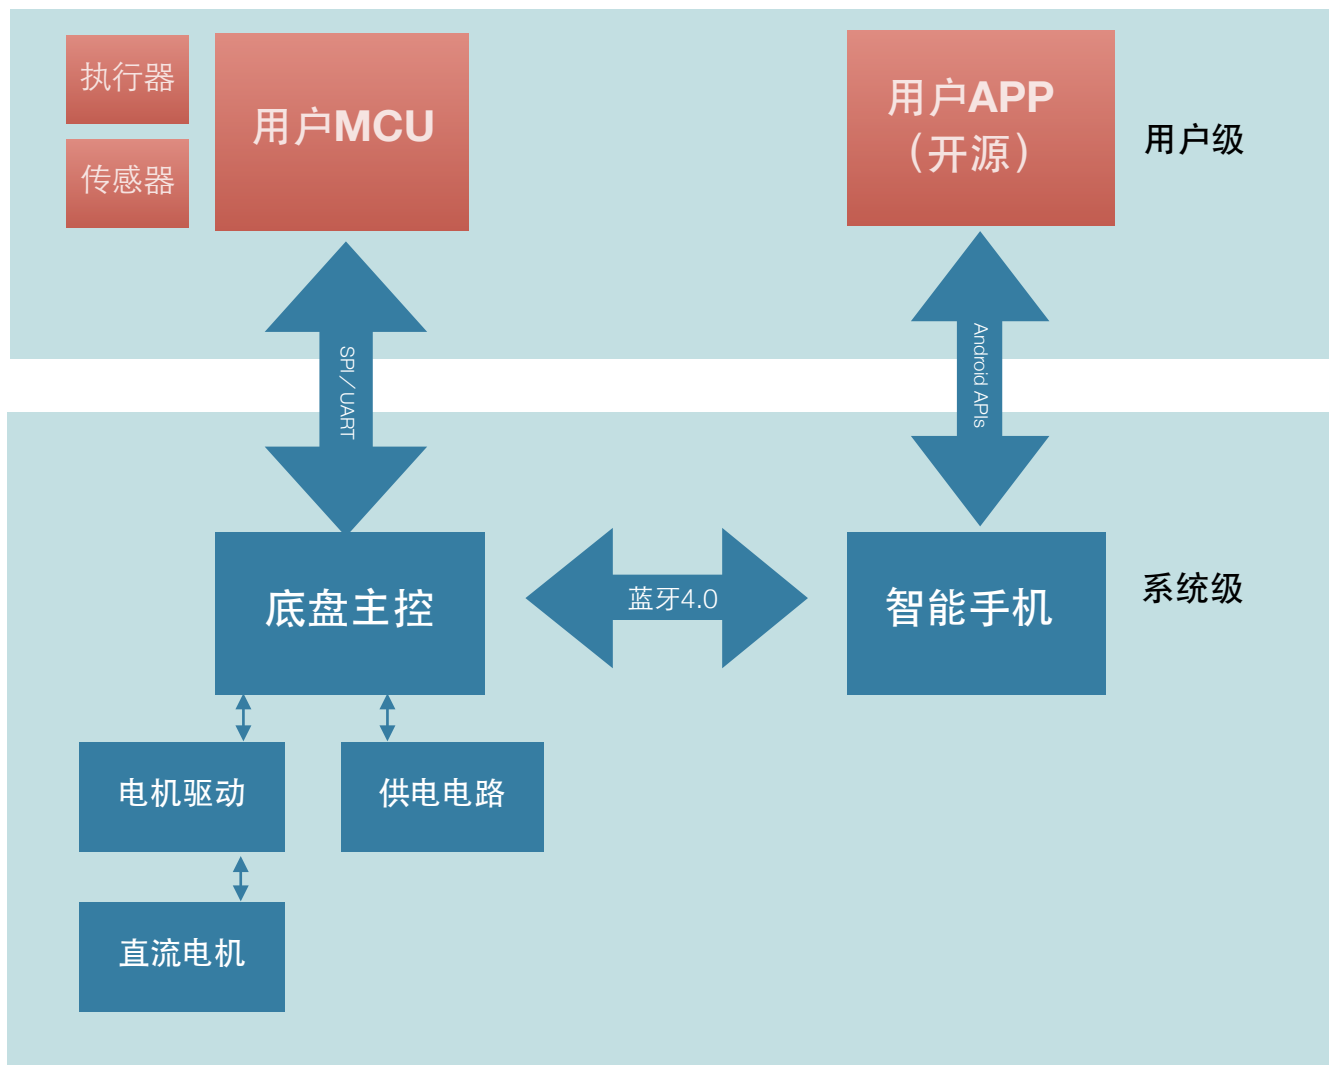 执行器
传感器
用户MCU
用户APP
（开源）
用户级
SPI／UART
Android APIs
底盘主控
蓝牙4.0
智能手机
系统级
电机驱动
供电电路
直流电机